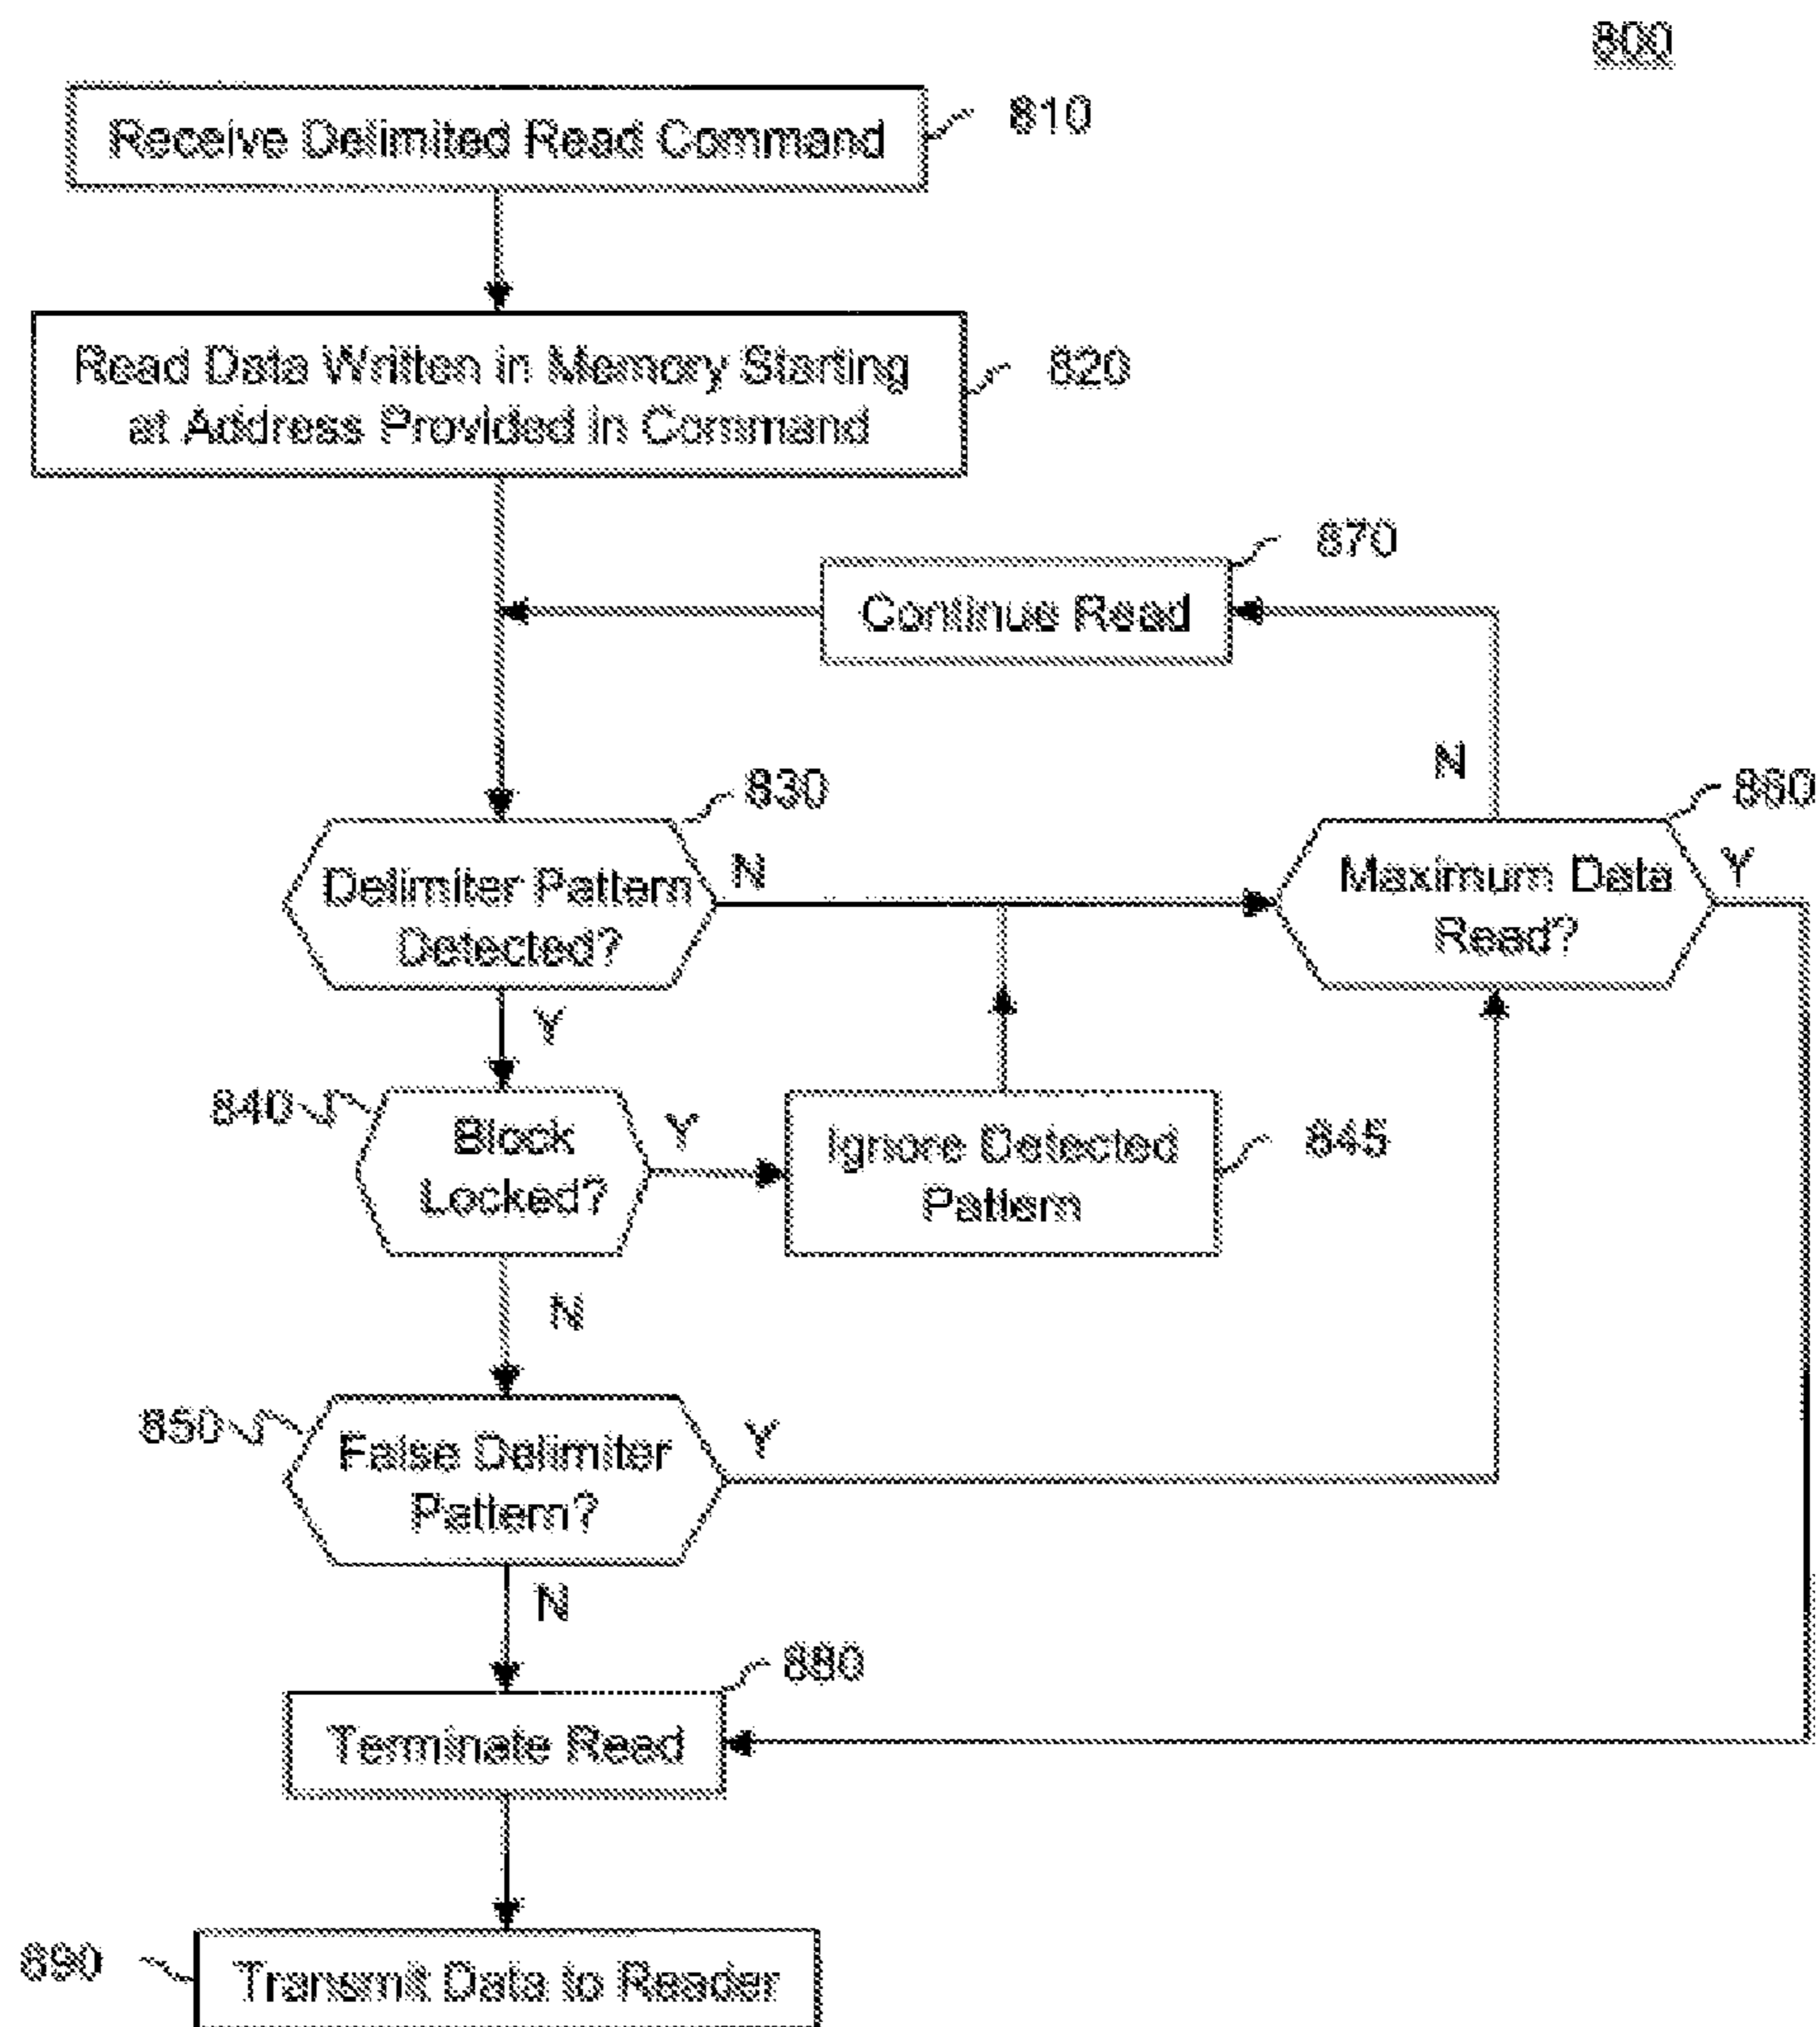 800
Receive Delimited Read Command
810
Read Data Written in Memory Starting
at Address Provided in Command
820
870
Continue Read
N
830
860
Delimiter Pattern
Detected?
N
Maximum Data
Read?
Y
Y
840
Block
Locked?
Y
Ignore Detected
Pattern
845
N
850
False Delimiter
Pattern?
Y
N
880
Terminate Read
890
Transmit Data to Reader